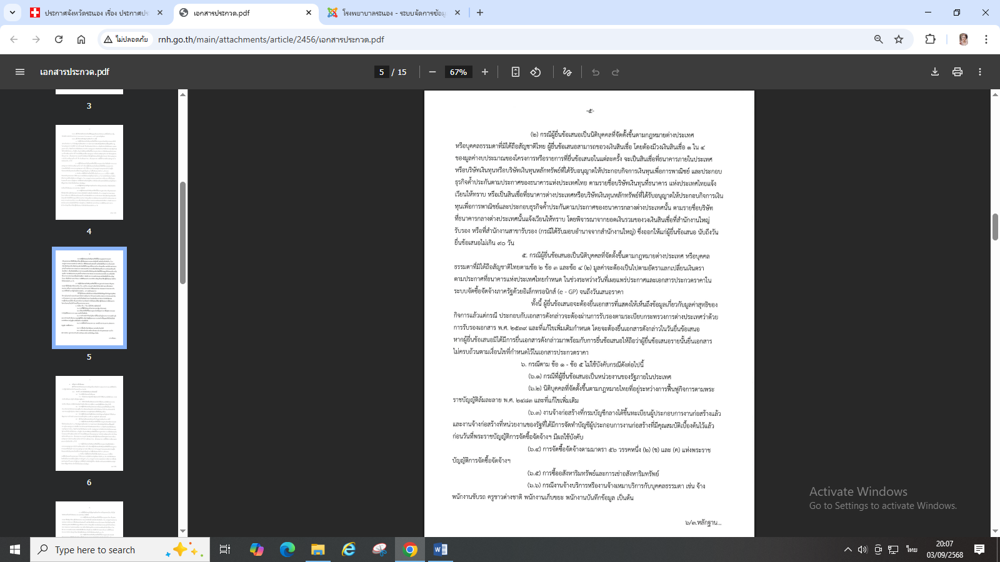 ประกาศจังหวัดระนอง เรื่อง ประกาศปร
เอกสารประกวด.pdf
โรงพยาบาลระนอง - ระบบจัดการข้อมู
ไม่ปลอดภัย
rnh.go.th/main/attachments/article/2456/เอกสารประกวด.pdf
เอกสารประกวด.pdf
5 / 15
67%
3
4
5
6
-๕-
(๒) กรณีผู้ยื่นข้อเสนอเป็นนิติบุคคลที่จัดตั้งขึ้นตามกฎหมายต่างประเทศ
หรือบุคคลธรรมดาที่มิได้ถือสัญชาติไทย ผู้ยื่นข้อเสนอสามารถขอวงเงินสินเชื่อ โดยต้องมีวงเงินสินเชื่อ ๑ ใน ๔
ของมูลค่างบประมาณของโครงการหรือรายการที่ยื่นข้อเสนอในแต่ละครั้ง จะเป็นสินเชื่อที่ธนาคารภายในประเทศ
หรือบริษัทเงินทุนหรือบริษัทเงินทุนหลักทรัพย์ที่ได้รับอนุญาตให้ประกอบกิจการเงินทุนเพื่อการพาณิชย์ และประกอบ
ธุรกิจค้ำประกันตามประกาศของธนาคารแห่งประเทศไทย ตามรายชื่อบริษัทเงินทุนที่ธนาคาร แห่งประเทศไทยแจ้ง
เวียนให้ทราบ หรือเป็นสินเชื่อที่ธนาคารต่างประเทศหรือบริษัทเงินทุนหลักทรัพย์ที่ได้รับอนุญาตให้ประกอบกิจการเงิน
ทุนเพื่อการพาณิชย์และประกอบธุรกิจค้ำประกันตามประกาศของธนาคารกลางต่างประเทศนั้น ตามรายชื่อบริษัท
ที่ธนาคารกลางต่างประเทศนั้นแจ้งเวียนให้ทราบ โดยพิจารณาจากยอดเงินรวมของวงเงินสินเชื่อที่สำนักงานใหญ่
รับรอง หรือที่สำนักงานสาขารับรอง (กรณีได้รับมอบอำนาจจากสำนักงานใหญ่) ซึ่งออกให้แก่ผู้ยื่นข้อเสนอ นับถึงวัน
ยื่นข้อเสนอไม่เกิน ๙๐ วัน
๕. กรณีผู้ยื่นข้อเสนอเป็นนิติบุคคลที่จัดตั้งขึ้นตามกฎหมายต่างประเทศ หรือบุคคล
ธรรมดาที่มิได้ถือสัญชาติไทยตามข้อ ๒ ข้อ ๓ และข้อ ๔ (๒) มูลค่าจะต้องเป็นไปตามอัตราแลกเปลี่ยนเงินตรา
ตามประกาศที่ธนาคารแห่งประเทศไทยกำหนด ในช่วงระหว่างวันที่เผยแพร่ประกาศและเอกสารประกวดราคาใน
ระบบจัดซื้อจัดจ้างภาครัฐด้วยอิเล็กทรอนิกส์ (e - GP) จนถึงวันเสนอราคา
ทั้งนี้ ผู้ยื่นข้อเสนอจะต้องยื่นเอกสารที่แสดงให้เห็นถึงข้อมูลเกี่ยวกับมูลค่าสุทธิของ
กิจการแล้วแต่กรณี ประกอบกับเอกสารดังกล่าวจะต้องผ่านการรับรองตามระเบียบกระทรวงการต่างประเทศว่าด้วย
การรับรองเอกสาร พ.ศ. ๒๕๓๙ และที่แก้ไขเพิ่มเติมกำหนด โดยจะต้องยื่นเอกสารดังกล่าวในวันยื่นข้อเสนอ
หากผู้ยื่นข้อเสนอมิได้มีการยื่นเอกสารดังกล่าวมาพร้อมกับการยื่นข้อเสนอให้ถือว่าผู้ยื่นข้อเสนอรายนั้นยื่นเอกสาร
ไม่ครบถ้วนตามเงื่อนไขที่กำหนดไว้ในเอกสารประกวดราคา
๖. กรณีตาม ข้อ ๑ - ข้อ ๕ ไม่ใช้บังคับกรณีดังต่อไปนี้
(๖.๑) กรณีที่ผู้ยื่นข้อเสนอเป็นหน่วยงานของรัฐภายในประเทศ
(๖.๒) นิติบุคคลที่จัดตั้งขึ้นตามกฎหมายไทยที่อยู่ระหว่างการฟื้นฟูกิจการตามพระ
ราชบัญญัติล้มละลาย พ.ศ. ๒๔๘๓ และที่แก้ไขเพิ่มเติม
(๖.๓) งานจ้างก่อสร้างที่กรมบัญชีกลางได้ขึ้นทะเบียนผู้ประกอบการงานก่อสร้างแล้ว
และงานจ้างก่อสร้างที่หน่วยงานของรัฐที่ได้มีการจัดทำบัญชีผู้ประกอบการงานก่อสร้างที่มีคุณสมบัติเบื้องต้นไว้แล้ว
ก่อนวันที่พระราชบัญญัติการจัดซื้อจัดจ้างฯ มีผลใช้บังคับ
(๖.๔) การจัดซื้อจัดจ้างตามมาตรา ๕๖ วรรคหนึ่ง (๒) (ข) และ (ค) แห่งพระราช
บัญญัติการจัดซื้อจัดจ้างฯ
(๖.๕) การซื้ออสังหาริมทรัพย์และการเช่าอสังหาริมทรัพย์
(๖.๖) กรณีงานจ้างบริการหรืองานจ้างเหมาบริการกับบุคคลธรรมดา เช่น จ้าง
พนักงานขับรถ ครูชาวต่างชาติ พนักงานเก็บขยะ พนักงานบันทึกข้อมูล เป็นต้น
๖/๓.หลักฐาน...
Activate Windows
Go to Settings to activate Windows.
Type here to search
ไทย
20:07
03/09/2568